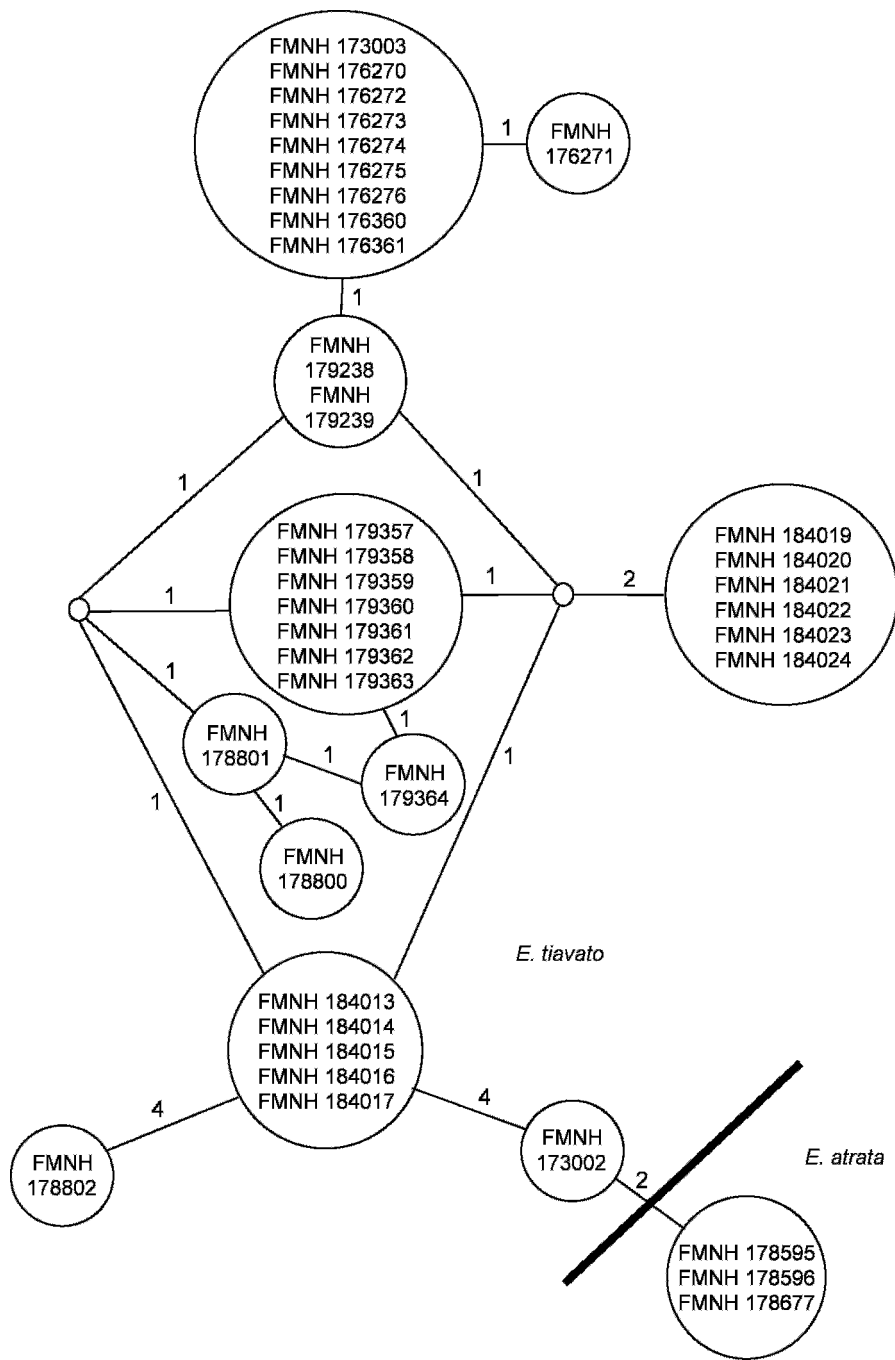 FMNH 173003
FMNH 176270
FMNH 176272
FMNH 176273
FMNH 176274
FMNH 176275
FMNH 176276
FMNH 176360
FMNH 176361
1
FMNH
176271
1
FMNH
179238
FMNH
179239
1
1
FMNH 179357
FMNH 179358
FMNH 179359
FMNH 179360
FMNH 179361
FMNH 179362
FMNH 179363
1
1
2
FMNH 184019
FMNH 184020
FMNH 184021
FMNH 184022
FMNH 184023
FMNH 184024
1
FMNH
178801
1
1
FMNH
179364
1
1
1
FMNH
178800
E. tiavato
FMNH 184013
FMNH 184014
FMNH 184015
FMNH 184016
FMNH 184017
4
4
FMNH
178802
FMNH
173002
E. atrata
2
FMNH 178595
FMNH 178596
FMNH 178677